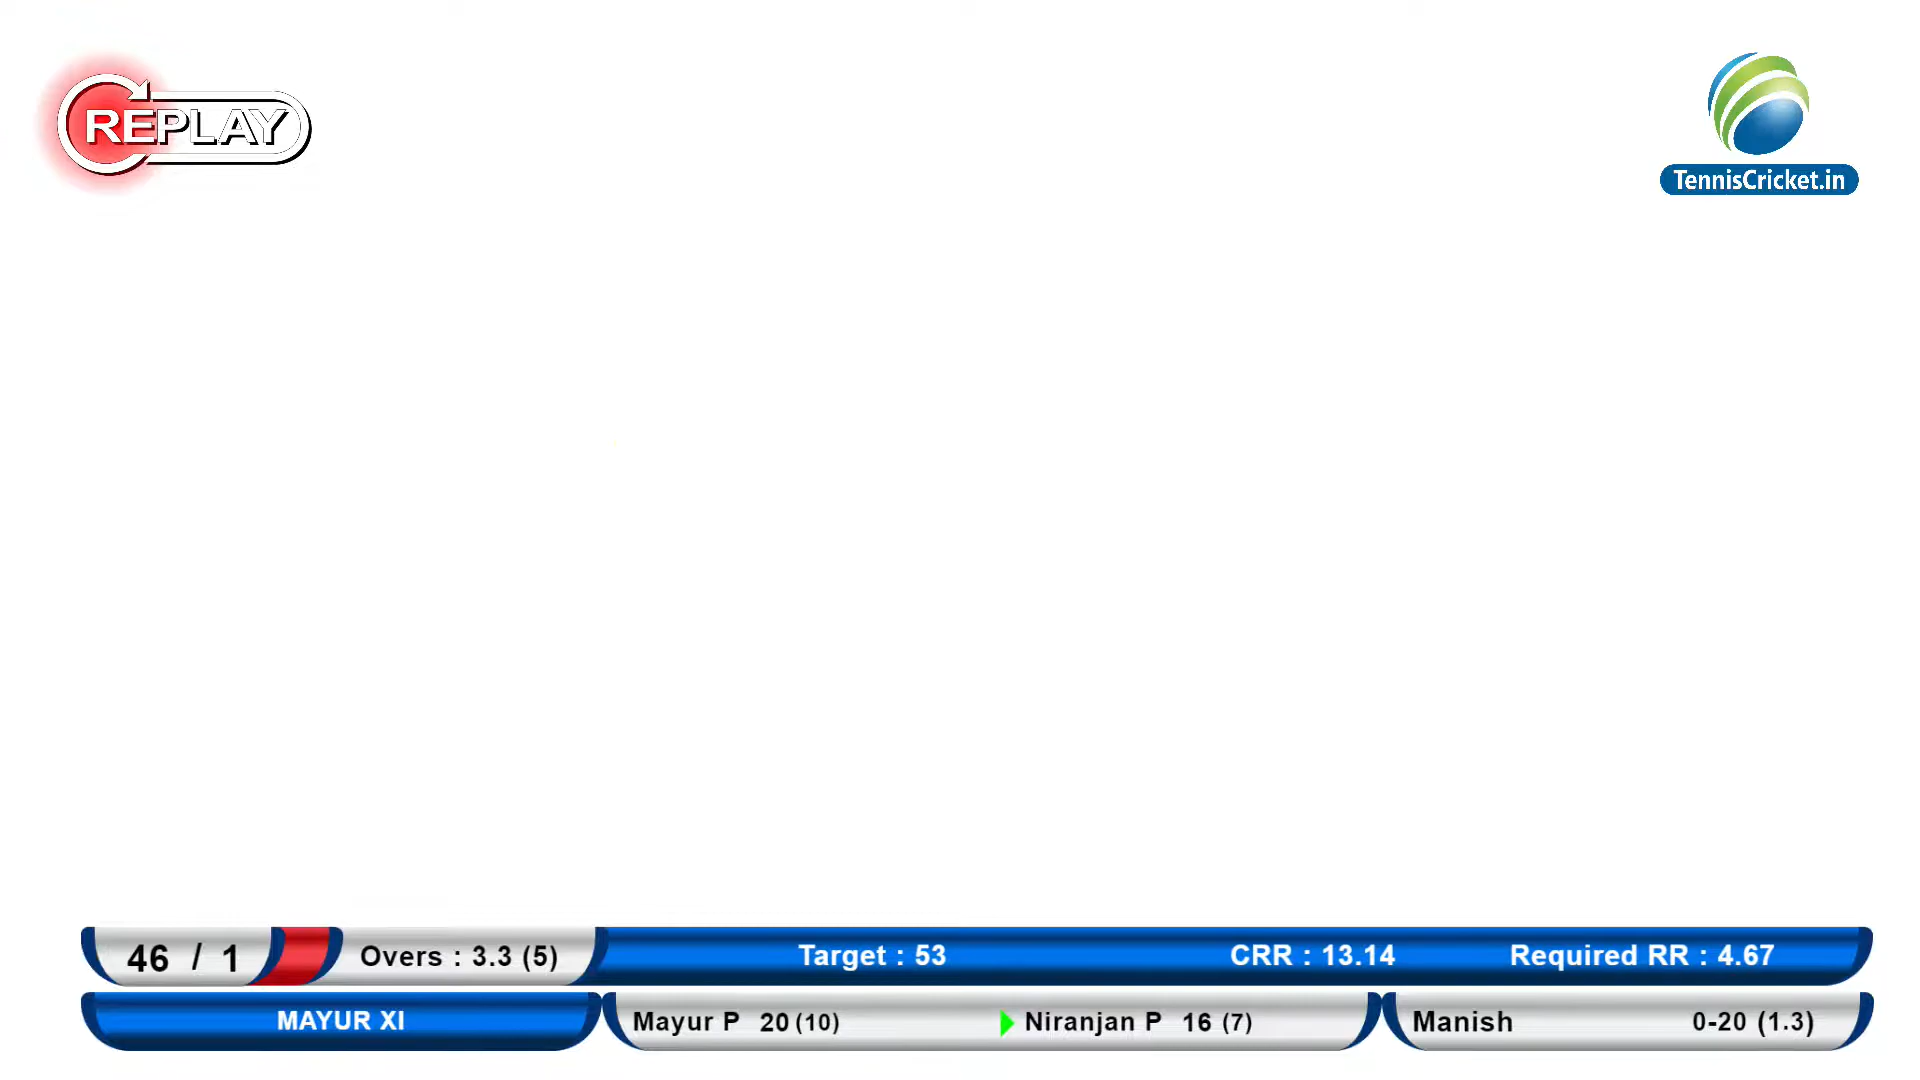 REPLAY
TennisCricket.in
46 / 1 Overs : 3.3 (5) Target : 53 CRR : 13.14 Required RR : 4.67
MAYUR XI Mayur P 20 (10) Niranjan P 16 (7) Manish 0-20 (1.3)